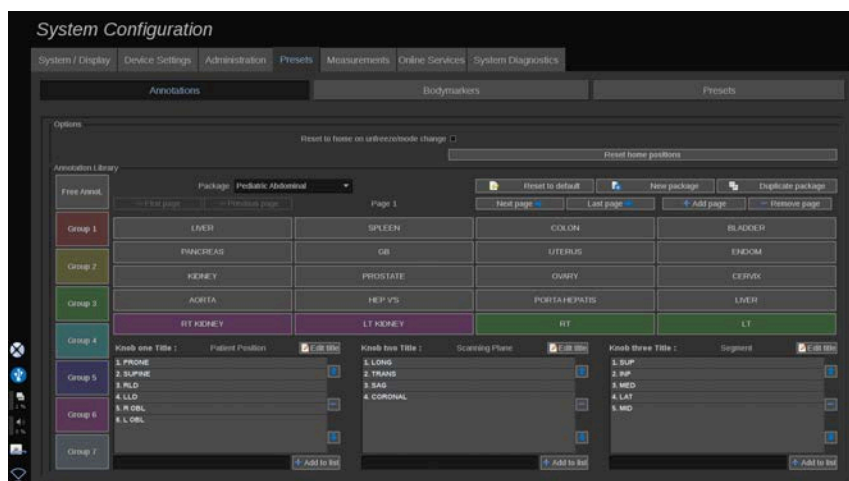 System Configuration
System / Display Device Settings Administration Presets Measurements Online Services System Diagnostics
Annotations Bodymarkers Presets
Options
Reset to home on unfreeze/mode change
Reset home positions
Annotation Library
Free Annot. Package Pediatric Abdominal Reset to default New package Duplicate package
First page Previous page Page 1 Next page Last page Add page Remove page
Group 1 LIVER SPLEEN COLON BLADDER
PANCREAS GB UTERUS ENDOM
Group 2
KIDNEY PROSTATE OVARY CERVIX
Group 3 AORTA HEP V'S PORTA HEPATIS LIVER
RT KIDNEY LT KIDNEY RT LT
Group 4
Knob one Title : Patient Position Edit title Knob two Title : Scanning Plane Edit title Knob three Title : Segment Edit title
1. PRONE 1. LONG 1. SUP
2. SUPINE 2. TRANS 2. INF
Group 5 3. RLD 3. SAG 3. MED
4. LLD 4. CORONAL 4. LAT
Group 6 5. R OBL 5. MID
6. L OBL
Group 7
Add to list Add to list Add to list